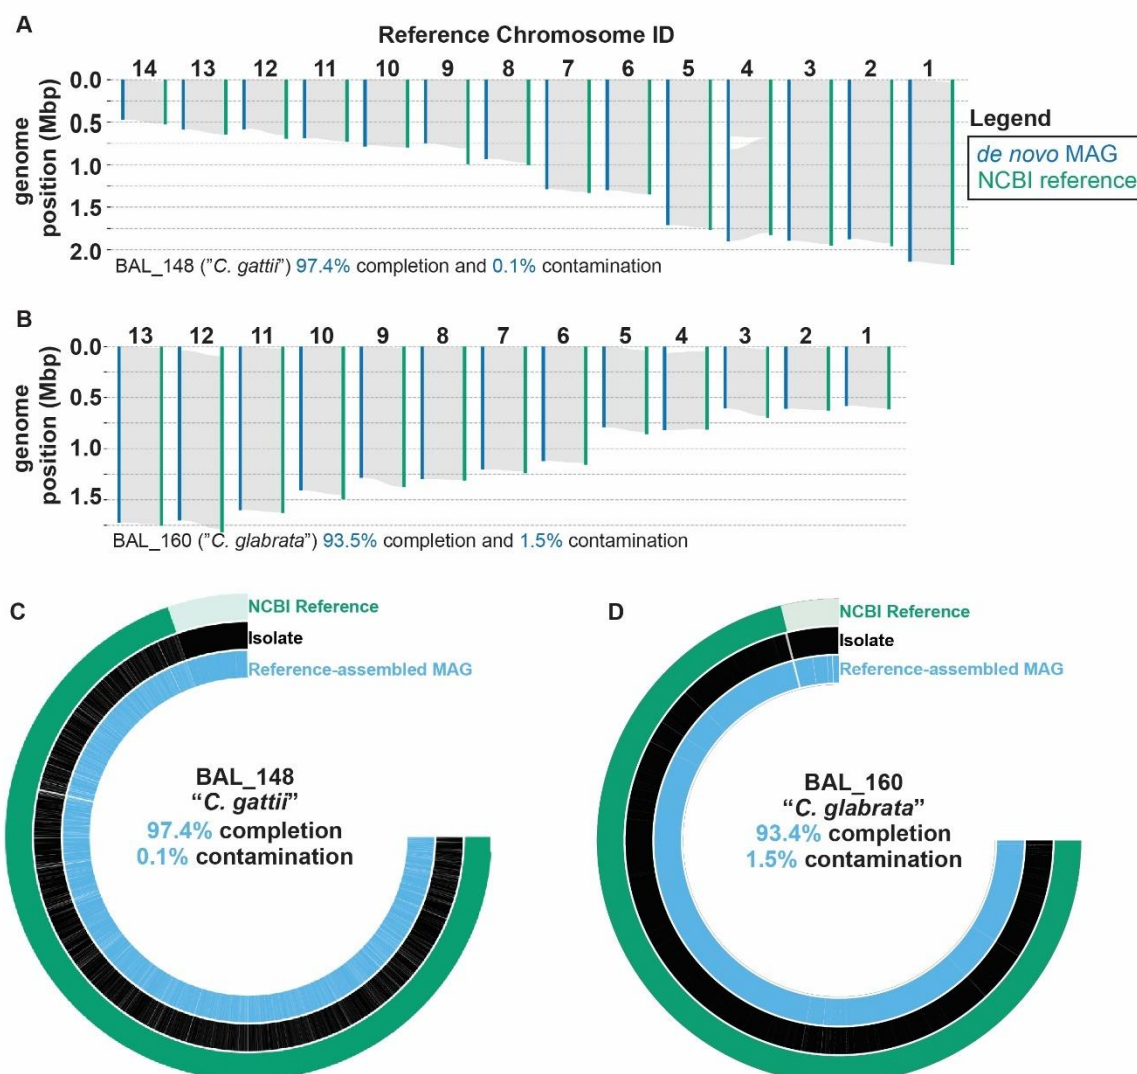 A
Reference Chromosome ID
14 13 12 11 10 9 8 7 6 5 4 3 2 1
genome
position (Mbp)
0.0
0.5
1.0
1.5
2.0
Legend
de novo MAG
NCBI reference
BAL_148 ("C. gattii") 97.4% completion and 0.1% contamination
B
13 12 11 10 9 8 7 6 5 4 3 2 1
genome
position (Mbp)
0.0
0.5
1.0
1.5
BAL_160 ("C. glabrata") 93.5% completion and 1.5% contamination
C
NCBI Reference
Isolate
Reference-assembled MAG
BAL_148
“C. gattii”
97.4% completion
0.1% contamination
D
NCBI Reference
Isolate
Reference-assembled MAG
BAL_160
“C. glabrata”
93.4% completion
1.5% contamination